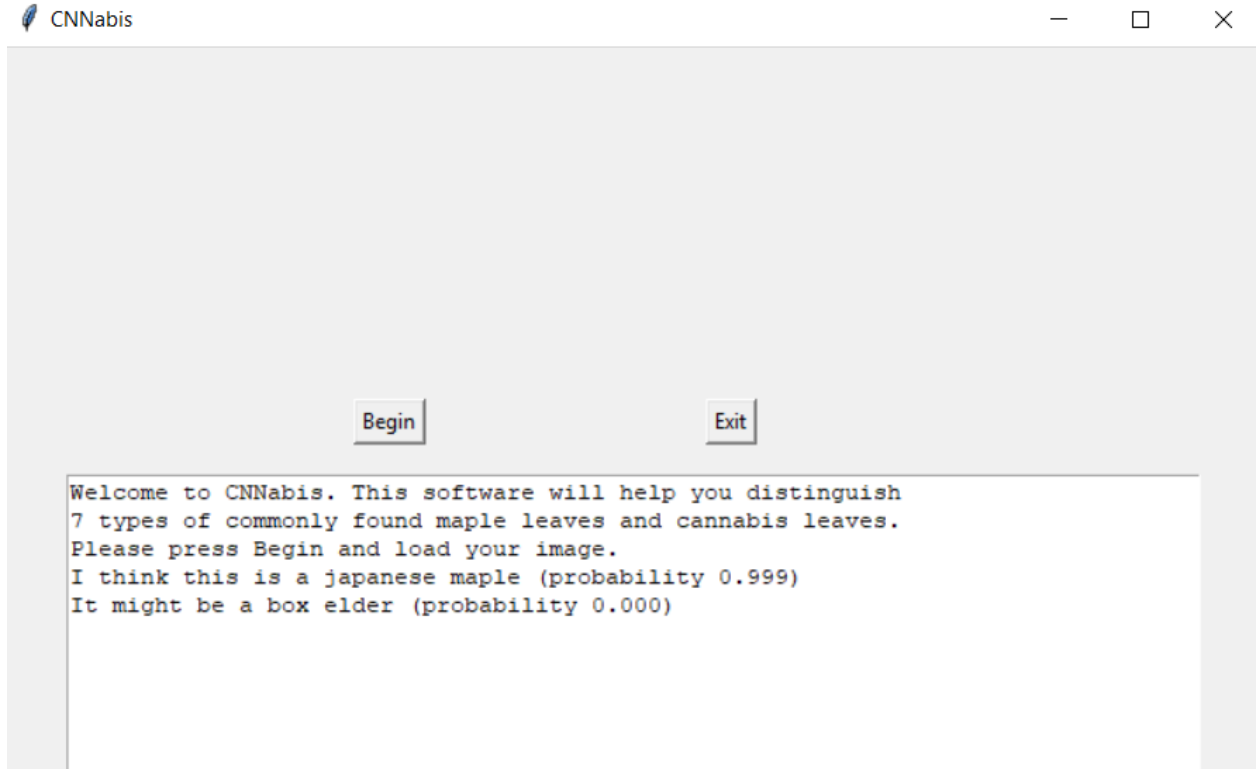 CNNabis
Begin
Exit
Welcome to CNNabis. This software will help you distinguish
7 types of commonly found maple leaves and cannabis leaves.
Please press Begin and load your image.
I think this is a japanese maple (probability 0.999)
It might be a box elder (probability 0.000)